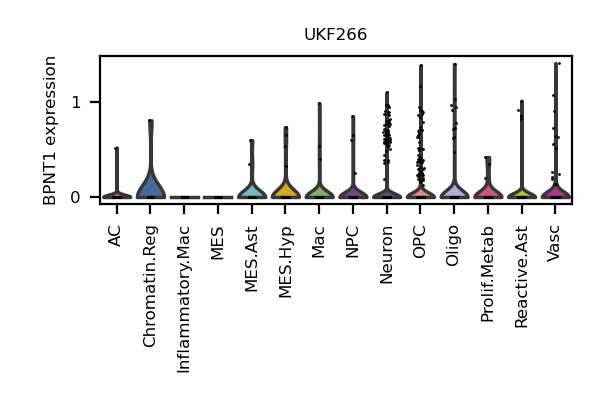 UKF266
BPNT1 expression
1
0
AC
Chromatin.Reg
Inflammatory.Mac
MES
MES.Ast
MES.Hyp
Mac
NPC
Neuron
OPC
Oligo
Prolif.Metab
Reactive.Ast
Vasc